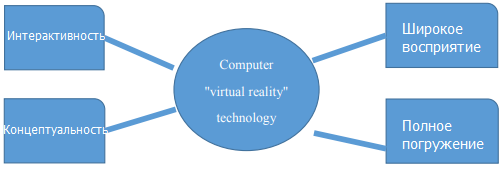 Интерактивность
Концептуальность
Computer
"virtual reality"
technology
Широкое
восприятие
Полное
погружение